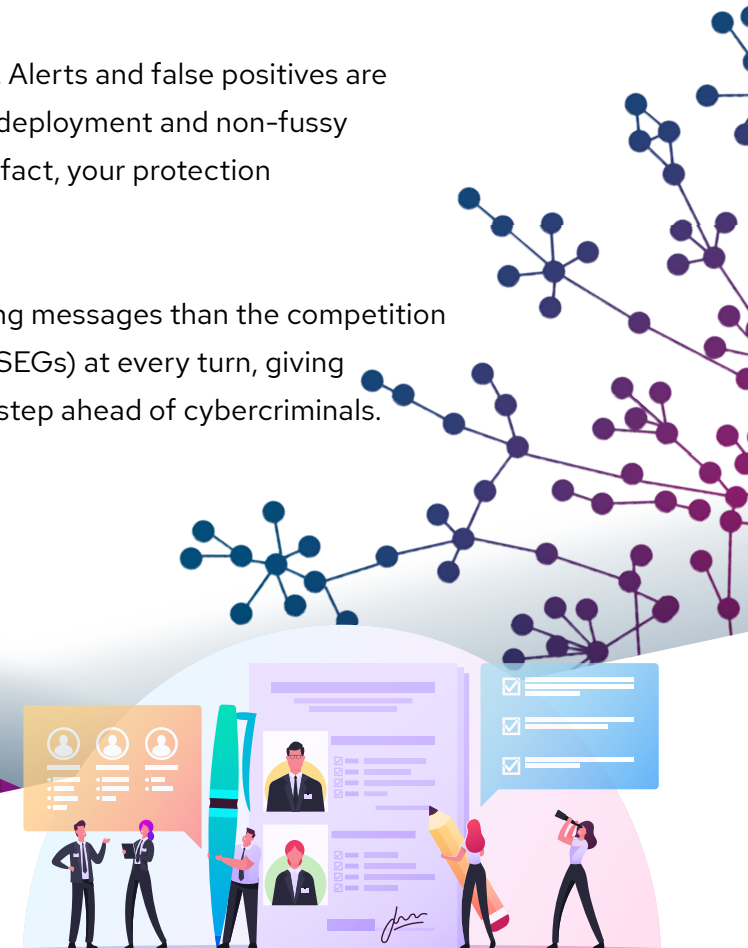 . Alerts and false positives are
deployment and non-fussy
fact, your protection
ng messages than the competition
SEGs) at every turn, giving
step ahead of cybercriminals.